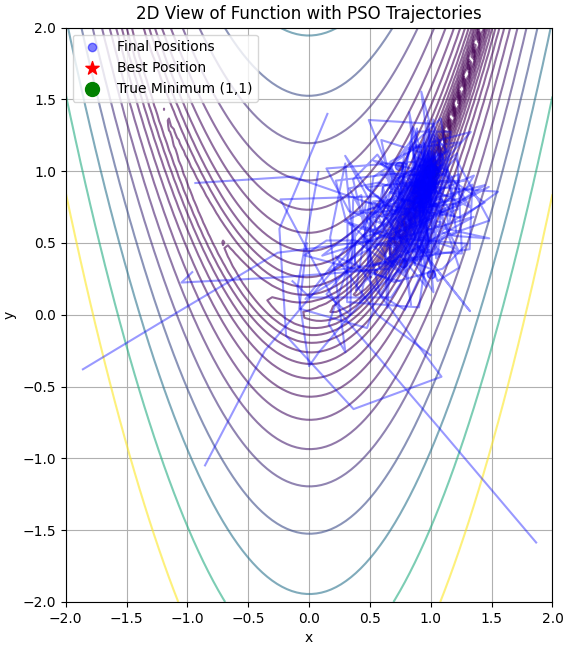 2D View of Function with PSO Trajectories
Final Positions
Best Position
True Minimum (1,1)
2.0
1.5
1.0
0.5
0.0
−0.5
−1.0
−1.5
−2.0
y
−2.0 −1.5 −1.0 −0.5 0.0 0.5 1.0 1.5 2.0
x